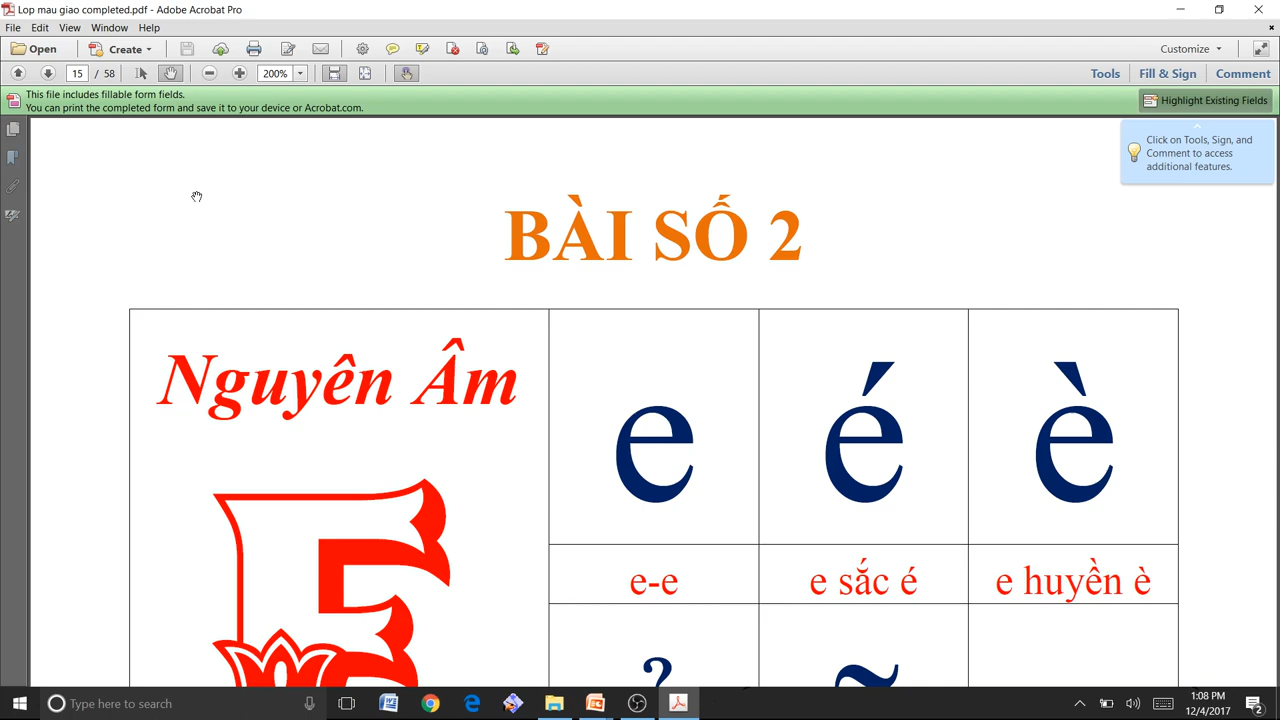 Lop mau giao completed.pdf - Adobe Acrobat Pro
File Edit View Window Help
Open Create Customize
15 / 58 200% Tools Fill & Sign Comment
This file includes fillable form fields.
You can print the completed form and save it to your device or Acrobat.com.
Highlight Existing Fields
Click on Tools, Sign, and
Comment to access
additional features.
BÀI SỐ 2
Nguyên Âm
e é è
E
e-e e sắc é e huyền è
Type here to search
1:08 PM
12/4/2017
2